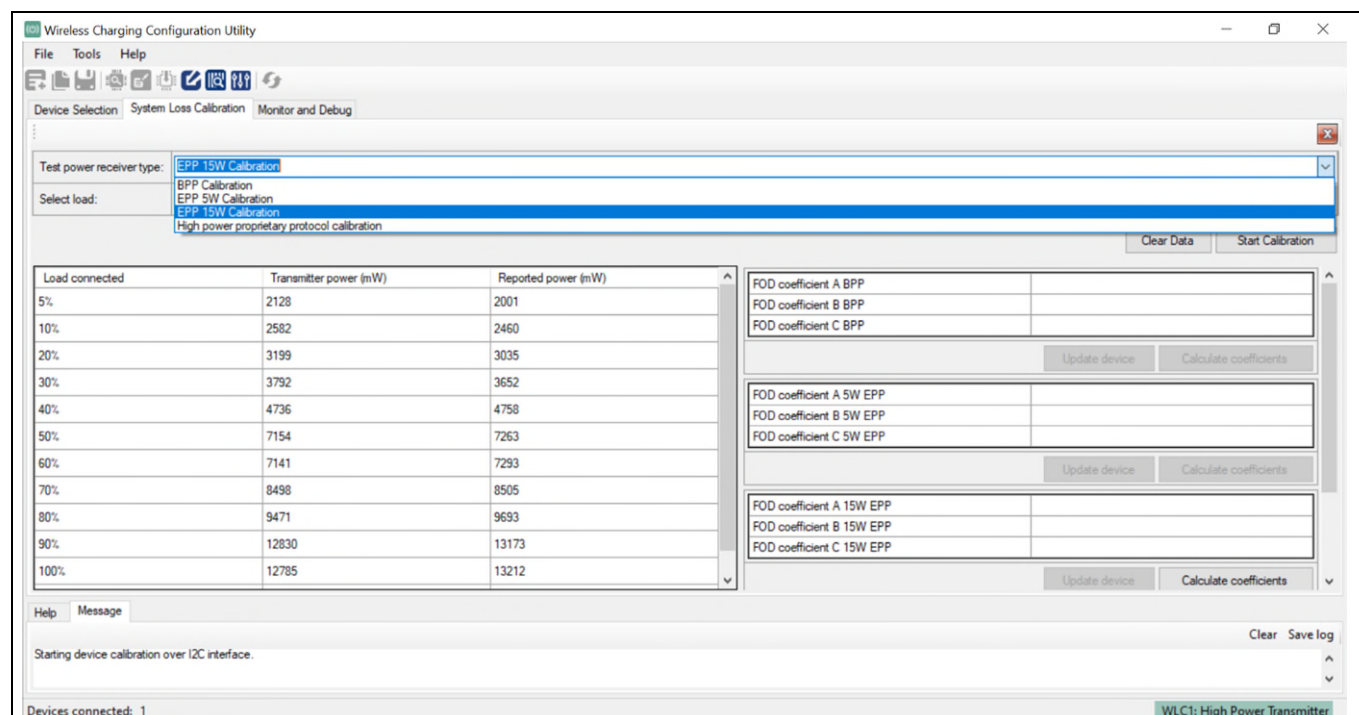 Wireless Charging Configuration Utility
File Tools Help
Device Selection System Loss Calibration Monitor and Debug
Test power receiver type: EPP 15W Calibration
BPP Calibration
Select load: EPP 5W Calibration
EPP 15W Calibration
High power proprietary protocol calibration
Clear Data Start Calibration
Load connected Transmitter power (mW) Reported power (mW)
5% 2128 2001
10% 2582 2460
20% 3199 3035
30% 3792 3652
40% 4736 4758
50% 7154 7263
60% 7141 7293
70% 8498 8505
80% 9471 9693
90% 12830 13173
100% 12785 13212
FOD coefficient A BPP
FOD coefficient B BPP
FOD coefficient C BPP
Update device Calculate coefficients
FOD coefficient A 5W EPP
FOD coefficient B 5W EPP
FOD coefficient C 5W EPP
Update device Calculate coefficients
FOD coefficient A 15W EPP
FOD coefficient B 15W EPP
FOD coefficient C 15W EPP
Update device Calculate coefficients
Help Message
Clear Save log
Starting device calibration over I2C interface.
Devices connected: 1 WLC1: High Power Transmitter